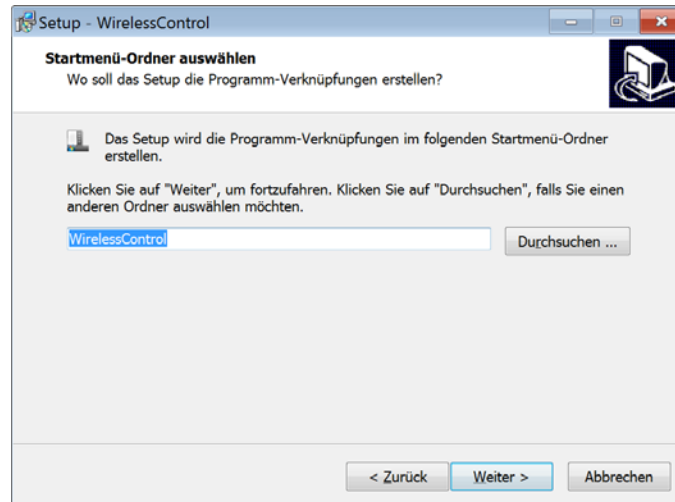 Setup - WirelessControl
Startmenü-Ordner auswählen
Wo soll das Setup die Programm-Verknüpfungen erstellen?
Das Setup wird die Programm-Verknüpfungen im folgenden Startmenü-Ordner
erstellen.
Klicken Sie auf "Weiter", um fortzufahren. Klicken Sie auf "Durchsuchen", falls Sie einen
anderen Ordner auswählen möchten.
WirelessControl
Durchsuchen ...
< Zurück
Weiter >
Abbrechen